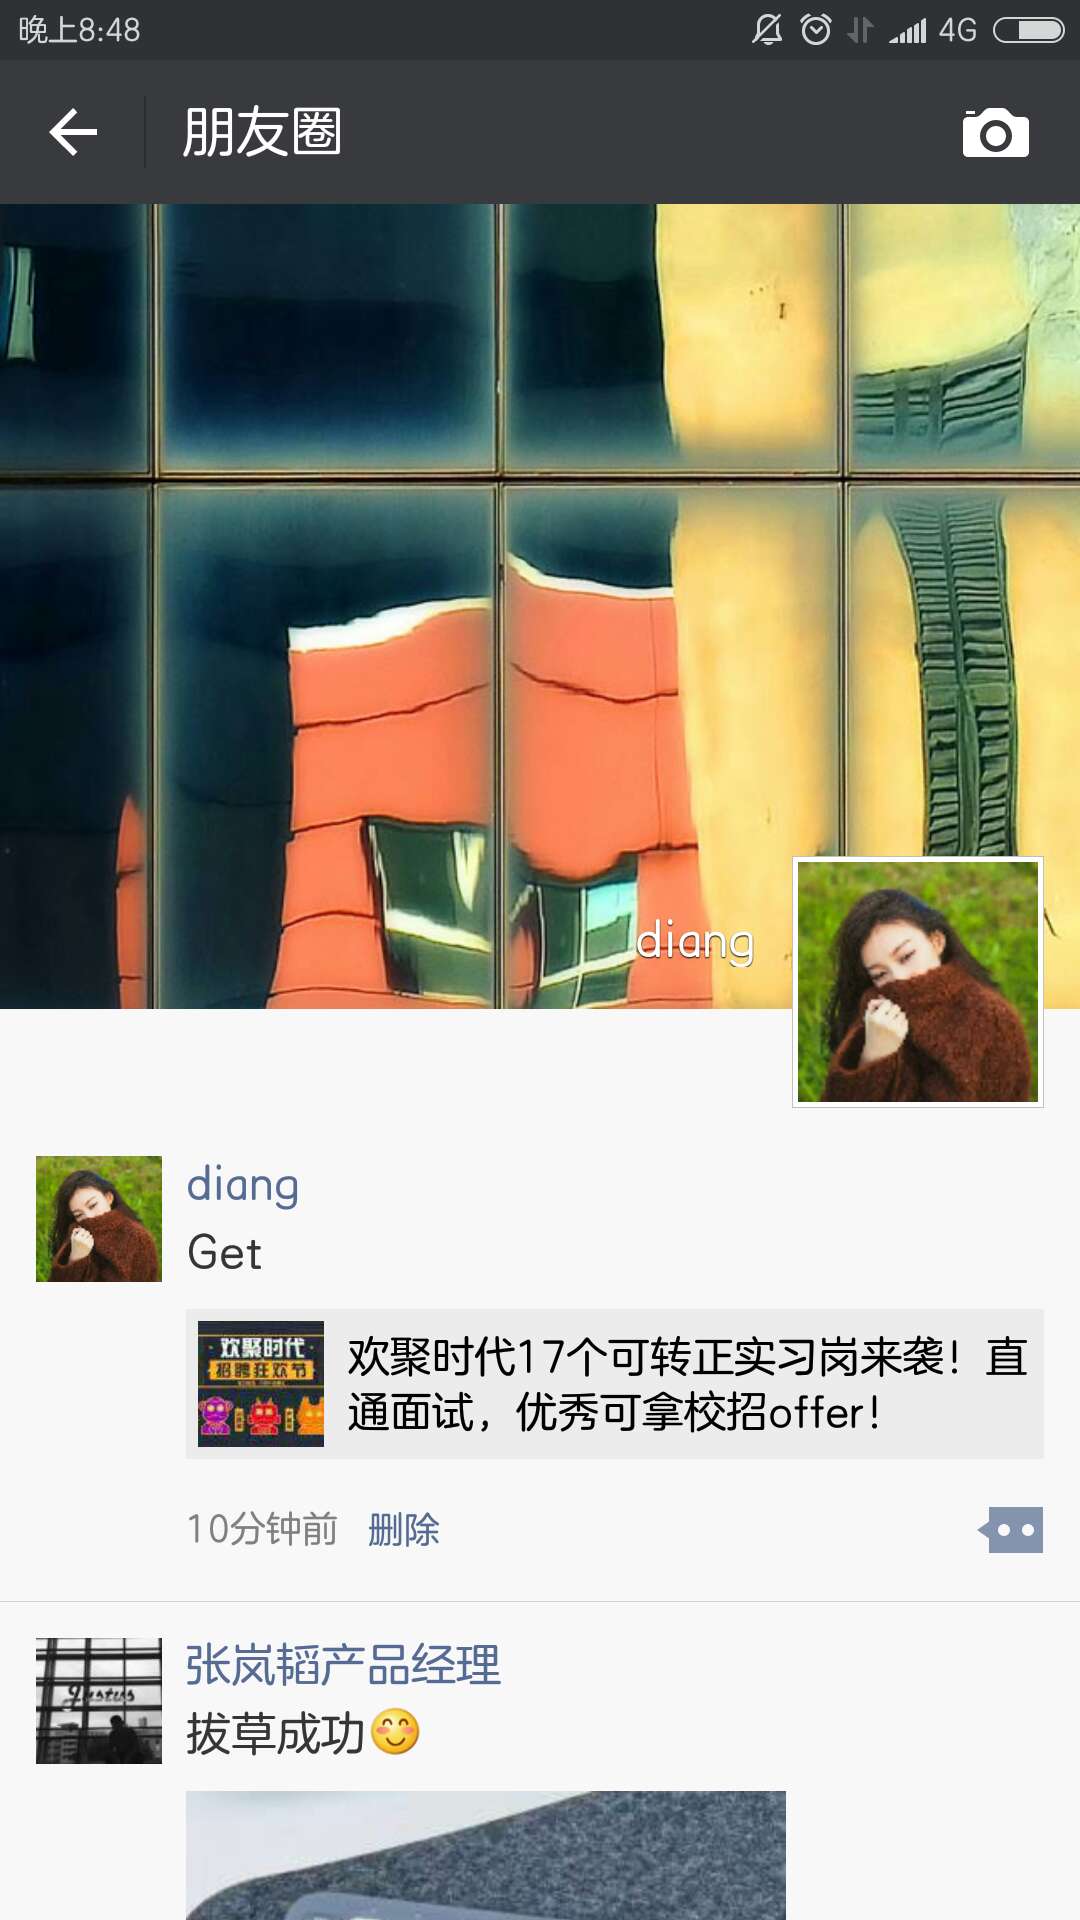 晚上8:48
4G
朋友圈
diang
diang
Get
欢聚时代
招聘狂欢节
欢聚时代17个可转正实习岗来袭！直
通面试，优秀可拿校招offer！
10分钟前 删除
张岚韬产品经理
Justus
拔草成功😊